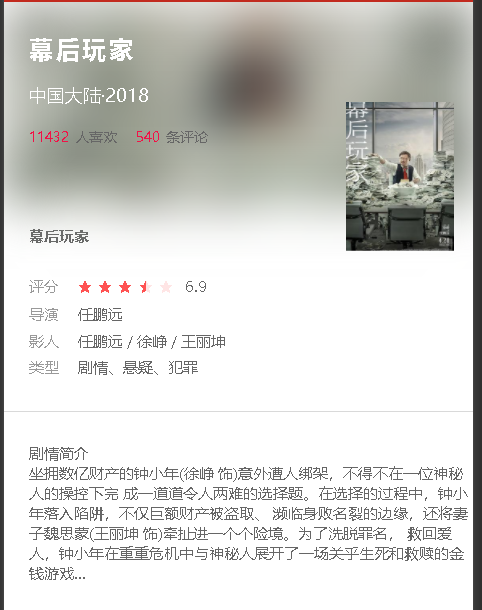 幕后玩家
中国大陆·2018
11432 人喜欢 540 条评论
幕后玩家
幕后玩家
评分 6.9
导演 任鹏远
影人 任鹏远 / 徐峥 / 王丽坤
类型 剧情、悬疑、犯罪
剧情简介
坐拥数亿财产的钟小年(徐峥 饰)意外遭人绑架，不得不在一位神秘
人的操控下完 成一道道令人两难的选择题。在选择的过程中，钟小
年落入陷阱，不仅巨额财产被盗取、 濒临身败名裂的边缘，还将妻
子魏思蒙(王丽坤 饰)牵扯进一个个险境。为了洗脱罪名， 救回爱
人，钟小年在重重危机中与神秘人展开了一场关乎生死和救赎的金
钱游戏...